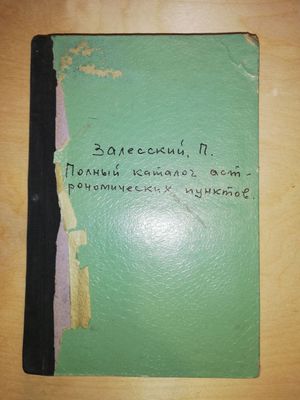 Залесский, П.
Полный каталог аст-
рономических пунктов.